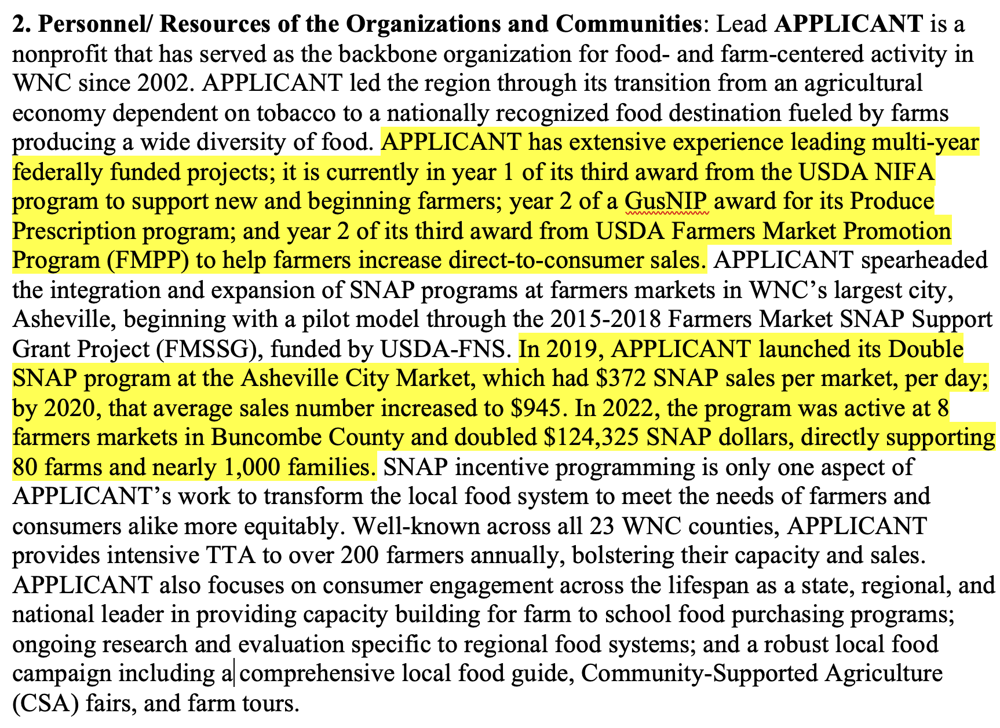 2. Personnel/ Resources of the Organizations and Communities: Lead APPLICANT is a
nonprofit that has served as the backbone organization for food- and farm-centered activity in
WNC since 2002. APPLICANT led the region through its transition from an agricultural
economy dependent on tobacco to a nationally recognized food destination fueled by farms
producing a wide diversity of food. APPLICANT has extensive experience leading multi-year
federally funded projects; it is currently in year 1 of its third award from the USDA NIFA
program to support new and beginning farmers; year 2 of a GusNIP award for its Produce
Prescription program; and year 2 of its third award from USDA Farmers Market Promotion
Program (FMPP) to help farmers increase direct-to-consumer sales. APPLICANT spearheaded
the integration and expansion of SNAP programs at farmers markets in WNC’s largest city,
Asheville, beginning with a pilot model through the 2015-2018 Farmers Market SNAP Support
Grant Project (FMSSG), funded by USDA-FNS. In 2019, APPLICANT launched its Double
SNAP program at the Asheville City Market, which had $372 SNAP sales per market, per day;
by 2020, that average sales number increased to $945. In 2022, the program was active at 8
farmers markets in Buncombe County and doubled $124,325 SNAP dollars, directly supporting
80 farms and nearly 1,000 families. SNAP incentive programming is only one aspect of
APPLICANT’s work to transform the local food system to meet the needs of farmers and
consumers alike more equitably. Well-known across all 23 WNC counties, APPLICANT
provides intensive TTA to over 200 farmers annually, bolstering their capacity and sales.
APPLICANT also focuses on consumer engagement across the lifespan as a state, regional, and
national leader in providing capacity building for farm to school food purchasing programs;
ongoing research and evaluation specific to regional food systems; and a robust local food
campaign including a comprehensive local food guide, Community-Supported Agriculture
(CSA) fairs, and farm tours.